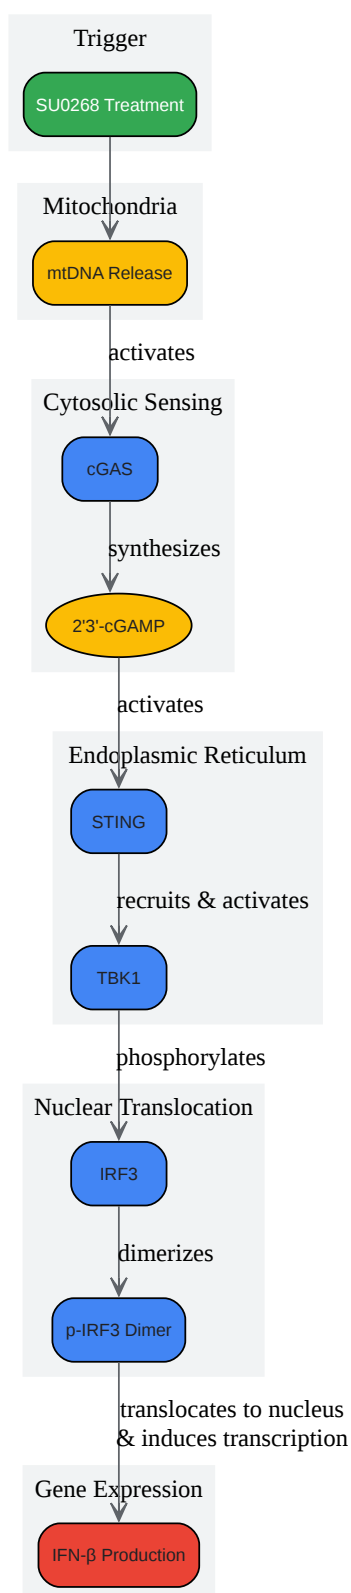 Trigger
SU0268 Treatment
Mitochondria
mtDNA Release
activates
Cytosolic Sensing
cGAS
synthesizes
2'3'-cGAMP
activates
Endoplasmic Reticulum
STING
recruits & activates
TBK1
phosphorylates
Nuclear Translocation
IRF3
dimerizes
p-IRF3 Dimer
translocates to nucleus
& induces transcription
Gene Expression
IFN-β Production